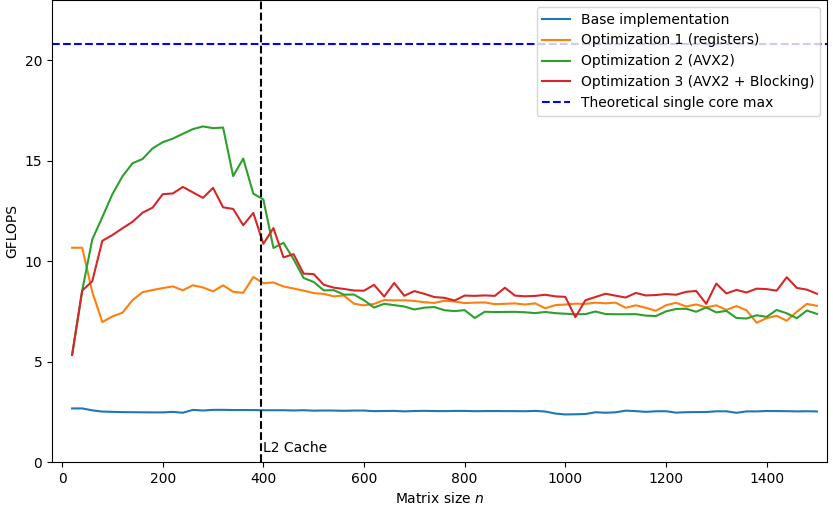 Base implementation
Optimization 1 (registers)
Optimization 2 (AVX2)
Optimization 3 (AVX2 + Blocking)
Theoretical single core max
20
15
10
5
0
GFLOPS
L2 Cache
0 200 400 600 800 1000 1200 1400
Matrix size n